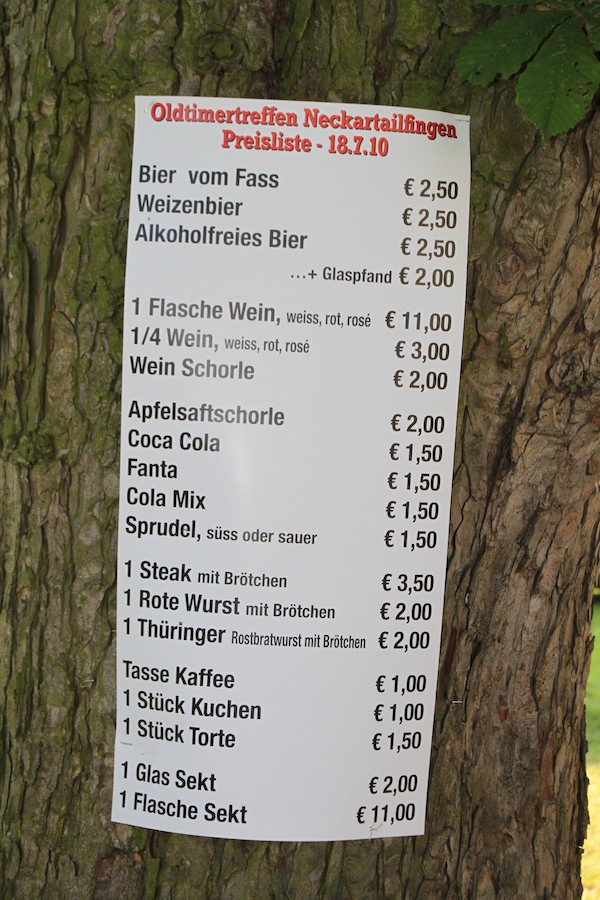 Oldtimertreffen Neckartailfingen
Preisliste - 18.7.10
Bier vom Fass € 2,50
Weizenbier € 2,50
Alkoholfreies Bier € 2,50
...+ Glaspfand € 2,00
1 Flasche Wein, weiss, rot, rosé € 11,00
1/4 Wein, weiss, rot, rosé € 3,00
Wein Schorle € 2,00
Apfelsaftschorle € 2,00
Coca Cola € 1,50
Fanta € 1,50
Cola Mix € 1,50
Sprudel, süss oder sauer € 1,50
1 Steak mit Brötchen € 3,50
1 Rote Wurst mit Brötchen € 2,00
1 Thüringer Rostbratwurst mit Brötchen € 2,00
Tasse Kaffee € 1,00
1 Stück Kuchen € 1,00
1 Stück Torte € 1,50
1 Glas Sekt € 2,00
1 Flasche Sekt € 11,00